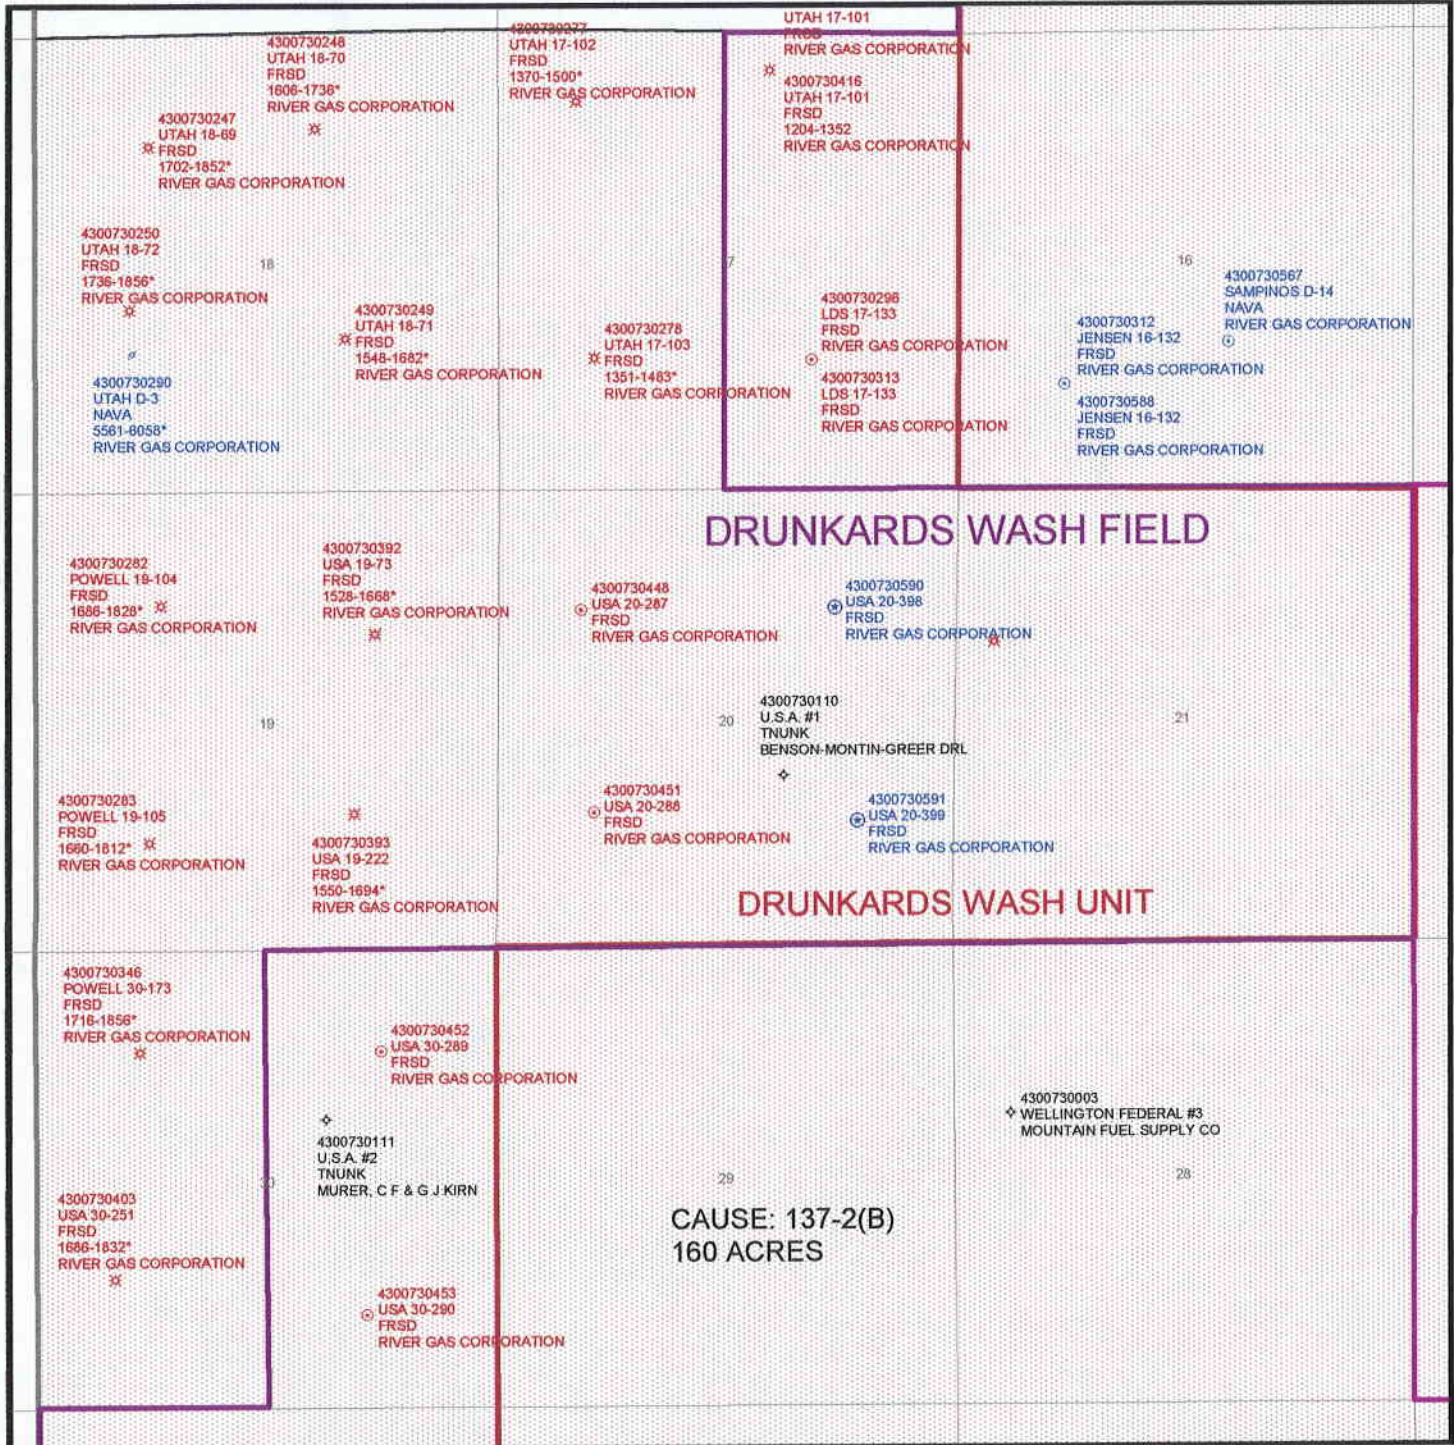 4300730248
UTAH 18-70
FRSD
1606-1736*
RIVER GAS CORPORATION
4300730277
UTAH 17-102
FRSD
1370-1500*
RIVER GAS CORPORATION
UTAH 17-101
FRSD
RIVER GAS CORPORATION
4300730416
UTAH 17-101
FRSD
1204-1352
RIVER GAS CORPORATION
4300730247
UTAH 18-69
FRSD
1702-1852*
RIVER GAS CORPORATION
4300730250
UTAH 18-72
FRSD
1736-1856*
RIVER GAS CORPORATION
18
7
16
4300730567
SAMPINOS D-14
NAVA
RIVER GAS CORPORATION
4300730249
UTAH 18-71
FRSD
1548-1682*
RIVER GAS CORPORATION
4300730278
UTAH 17-103
FRSD
1351-1483*
RIVER GAS CORPORATION
4300730296
LDS 17-133
FRSD
RIVER GAS CORPORATION
4300730313
LDS 17-133
FRSD
RIVER GAS CORPORATION
4300730312
JENSEN 16-132
FRSD
RIVER GAS CORPORATION
4300730588
JENSEN 16-132
FRSD
RIVER GAS CORPORATION
4300730290
UTAH D-3
NAVA
5561-6058*
RIVER GAS CORPORATION
DRUNKARDS WASH FIELD
4300730282
POWELL 19-104
FRSD
1686-1828*
RIVER GAS CORPORATION
4300730392
USA 19-73
FRSD
1528-1668*
RIVER GAS CORPORATION
4300730448
USA 20-287
FRSD
RIVER GAS CORPORATION
4300730590
USA 20-398
FRSD
RIVER GAS CORPORATION
19
20
21
4300730110
U.S.A. #1
TNUNK
BENSON-MONTIN-GREER DRL
4300730283
POWELL 19-105
FRSD
1660-1812*
RIVER GAS CORPORATION
4300730393
USA 19-222
FRSD
1550-1694*
RIVER GAS CORPORATION
4300730451
USA 20-288
FRSD
RIVER GAS CORPORATION
4300730591
USA 20-399
FRSD
RIVER GAS CORPORATION
DRUNKARDS WASH UNIT
4300730346
POWELL 30-173
FRSD
1716-1856*
RIVER GAS CORPORATION
4300730452
USA 30-289
FRSD
RIVER GAS CORPORATION
4300730111
U.S.A. #2
TNUNK
MURER, C F & G J KIRN
4300730003
WELLINGTON FEDERAL #3
MOUNTAIN FUEL SUPPLY CO
30
29
28
4300730403
USA 30-251
FRSD
1686-1832*
RIVER GAS CORPORATION
CAUSE: 137-2(B)
160 ACRES
4300730453
USA 30-290
FRSD
RIVER GAS CORPORATION